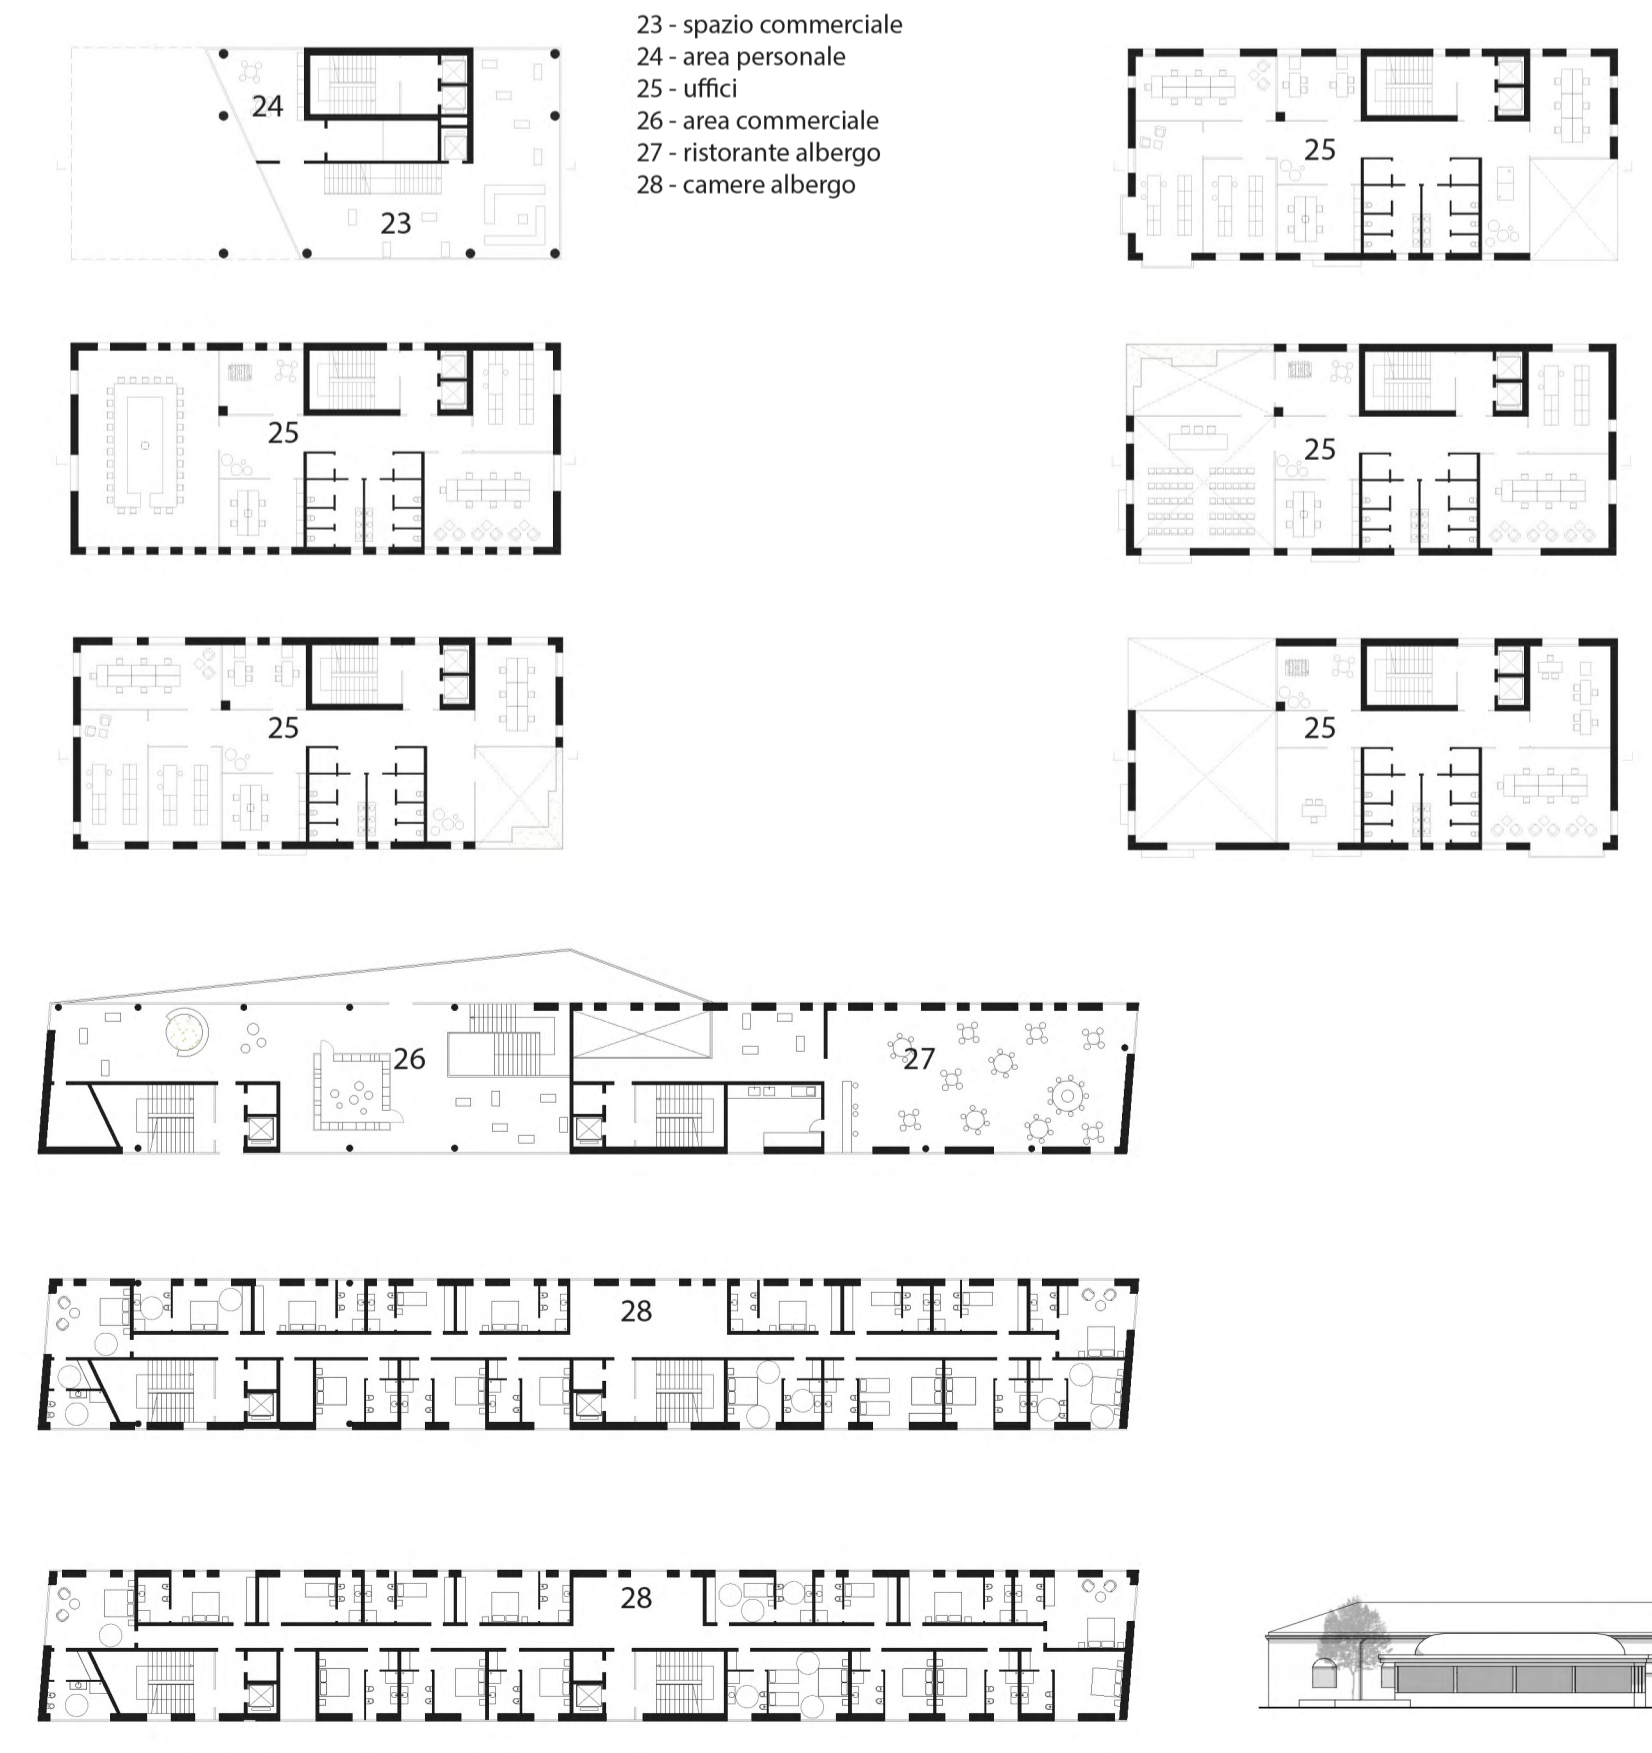 23 - spazio commerciale
24 - area personale
25 - uffici
26 - area commerciale
27 - ristorante albergo
28 - camere albergo
24
23
25
25
25
25
25
26
27
28
28